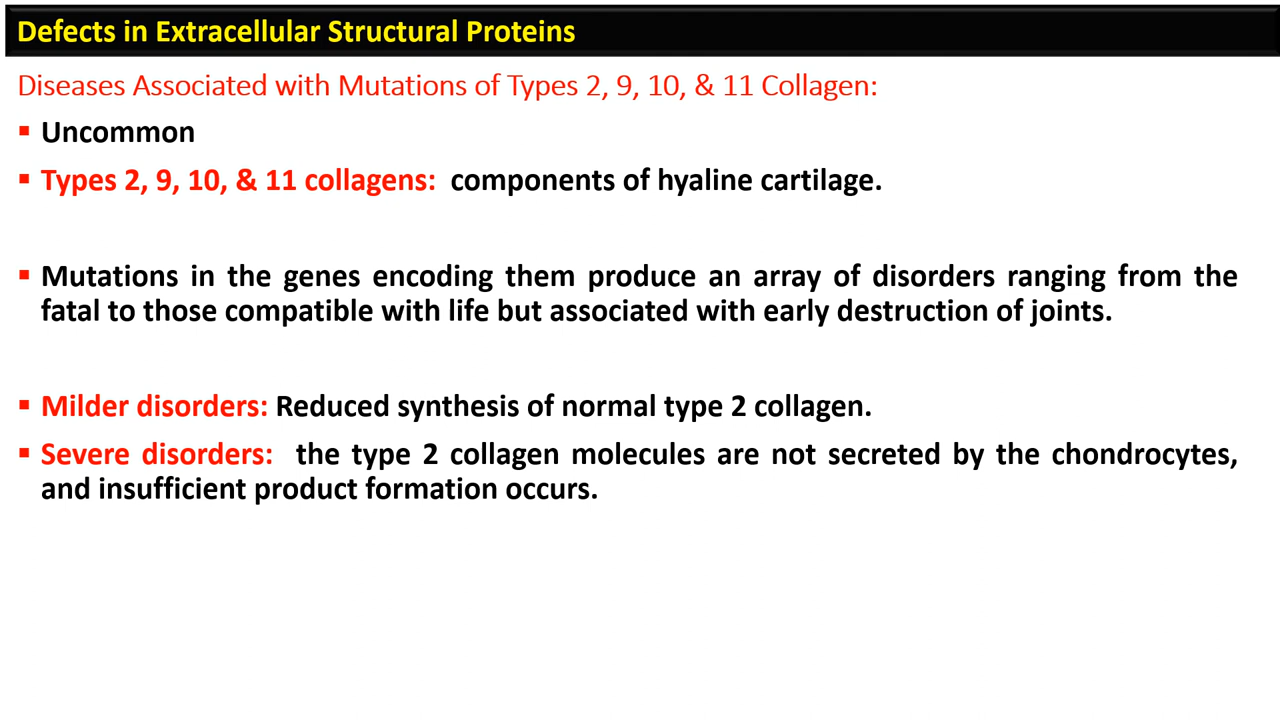 Defects in Extracellular Structural Proteins
Diseases Associated with Mutations of Types 2, 9, 10, & 11 Collagen:
▪ Uncommon
▪ Types 2, 9, 10, & 11 collagens: components of hyaline cartilage.
▪ Mutations in the genes encoding them produce an array of disorders ranging from the
fatal to those compatible with life but associated with early destruction of joints.
▪ Milder disorders: Reduced synthesis of normal type 2 collagen.
▪ Severe disorders: the type 2 collagen molecules are not secreted by the chondrocytes,
and insufficient product formation occurs.